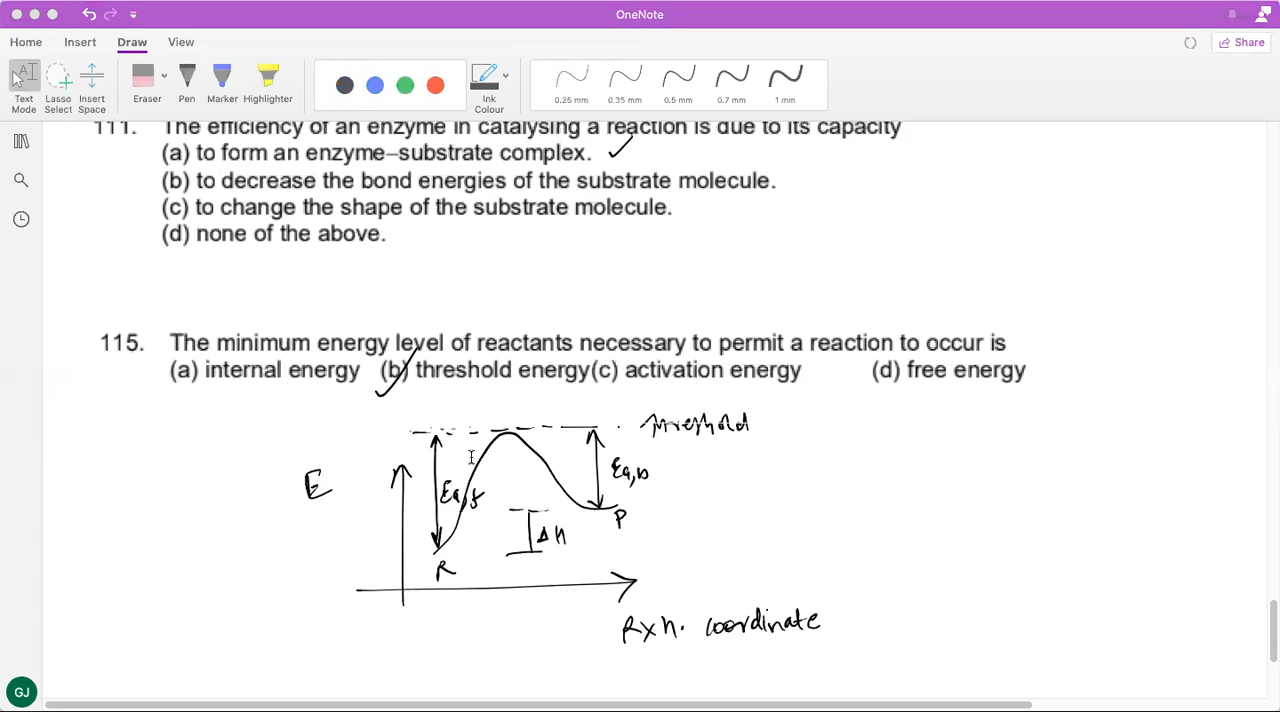 OneNote
Home Insert Draw View
Share
Text Mode
Lasso Select
Insert Space
Eraser
Pen
Marker
Highlighter
Ink Colour
0.25 mm 0.35 mm 0.5 mm 0.7 mm 1 mm
111. The efficiency of an enzyme in catalysing a reaction is due to its capacity
(a) to form an enzyme–substrate complex.
(b) to decrease the bond energies of the substrate molecule.
(c) to change the shape of the substrate molecule.
(d) none of the above.
115. The minimum energy level of reactants necessary to permit a reaction to occur is
(a) internal energy (b) threshold energy(c) activation energy (d) free energy
threshold
E
Ea,f
Ea,b
ΔH
P
R
Rxn. coordinate
GJ